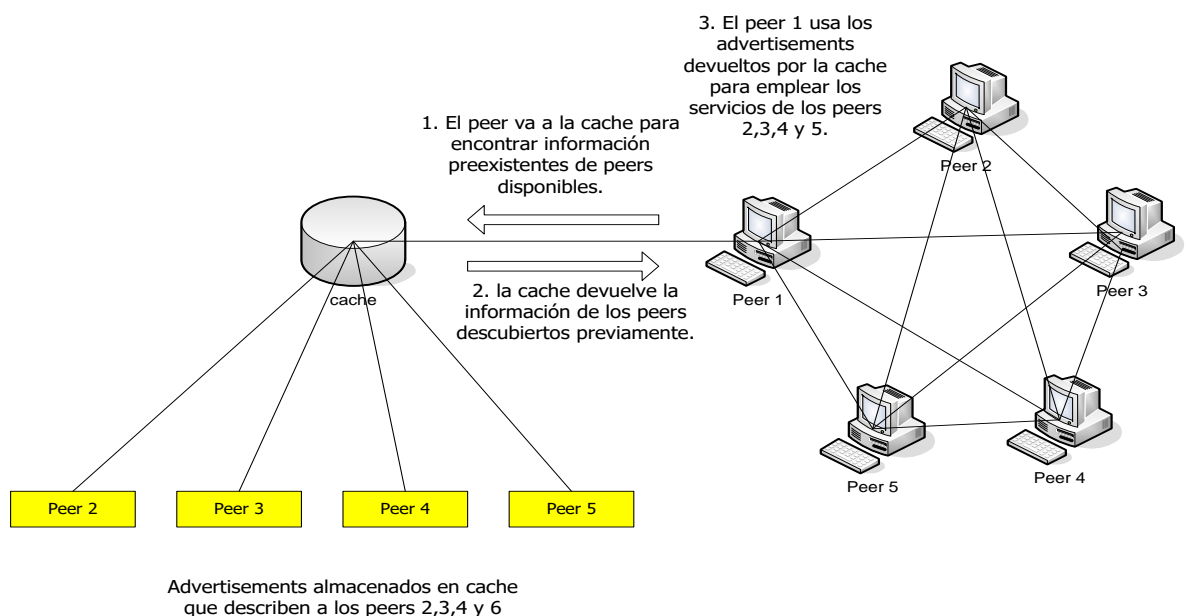 3. El peer 1 usa los
advertisements
devueltos por la cache
para emplear los
servicios de los peers
2,3,4 y 5.
1. El peer va a la cache para
encontrar información
preexistentes de peers
disponibles.
Peer 2
cache
2. la cache devuelve la
información de los peers
descubiertos previamente.
Peer 1
Peer 3
Peer 5
Peer 4
Peer 2
Peer 3
Peer 4
Peer 5
Advertisements almacenados en cache
que describen a los peers 2,3,4 y 6